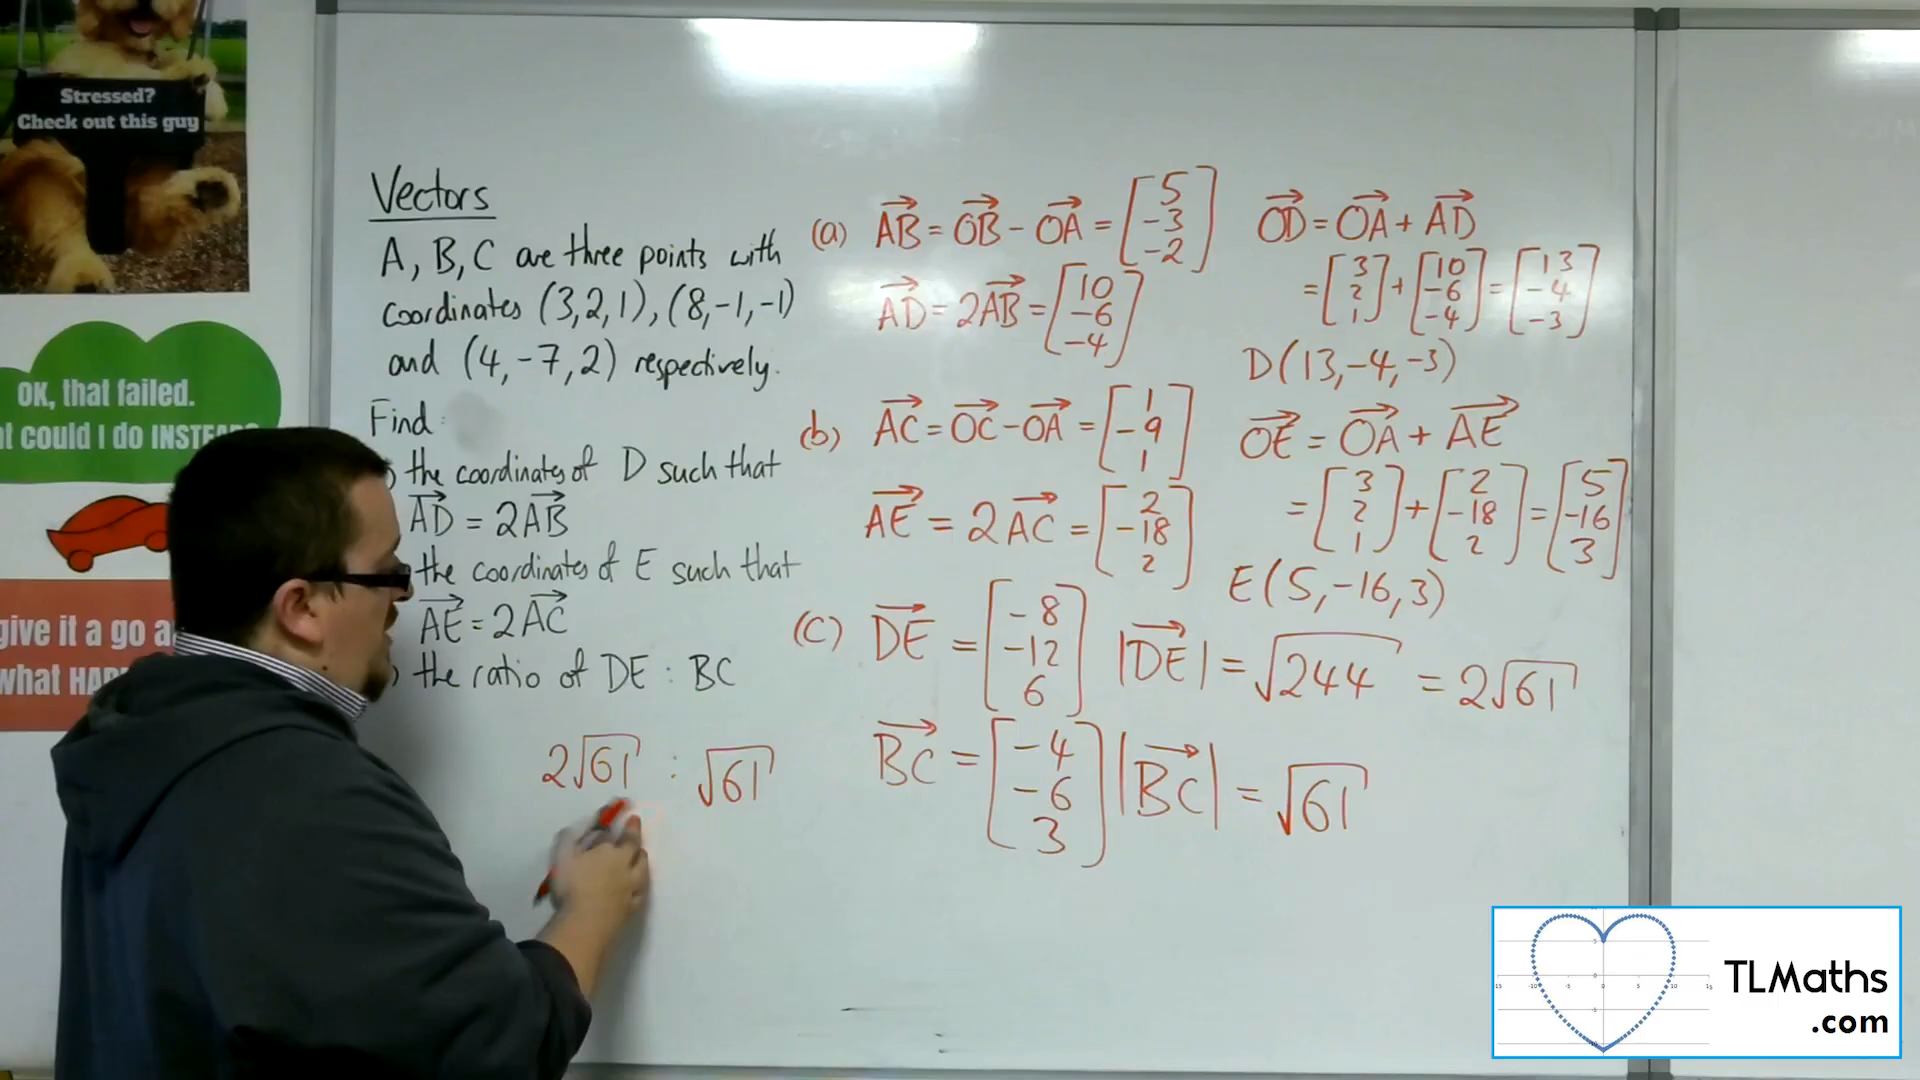 Stressed?
Check out this guy
OK, that failed.
could I do
give it a go
what
Vectors
A, B, C are three points with
coordinates (3,2,1), (8,-1,-1)
and (4,-7,2) respectively.
Find:
) the coordinates of D such that
AD = 2AB
the coordinates of E such that
AE = 2AC
) the ratio of DE : BC
2√61 : √61
(a) AB = OB - OA = [5
-3
-2]
AD = 2AB = [10
-6
-4]
OD = OA + AD
= [3
2
1] + [10
-6
-4] = [13
-4
-3]
D(13,-4,-3)
(b) AC = OC - OA = [1
-9
1]
AE = 2AC = [2
-18
2]
OE = OA + AE
= [3
2
1] + [2
-18
2] = [5
-16
3]
E(5,-16,3)
(c) DE = [-8
-12
6] |DE| = √244 = 2√61
BC = [-4
-6
3] |BC| = √61
TLMaths
.com